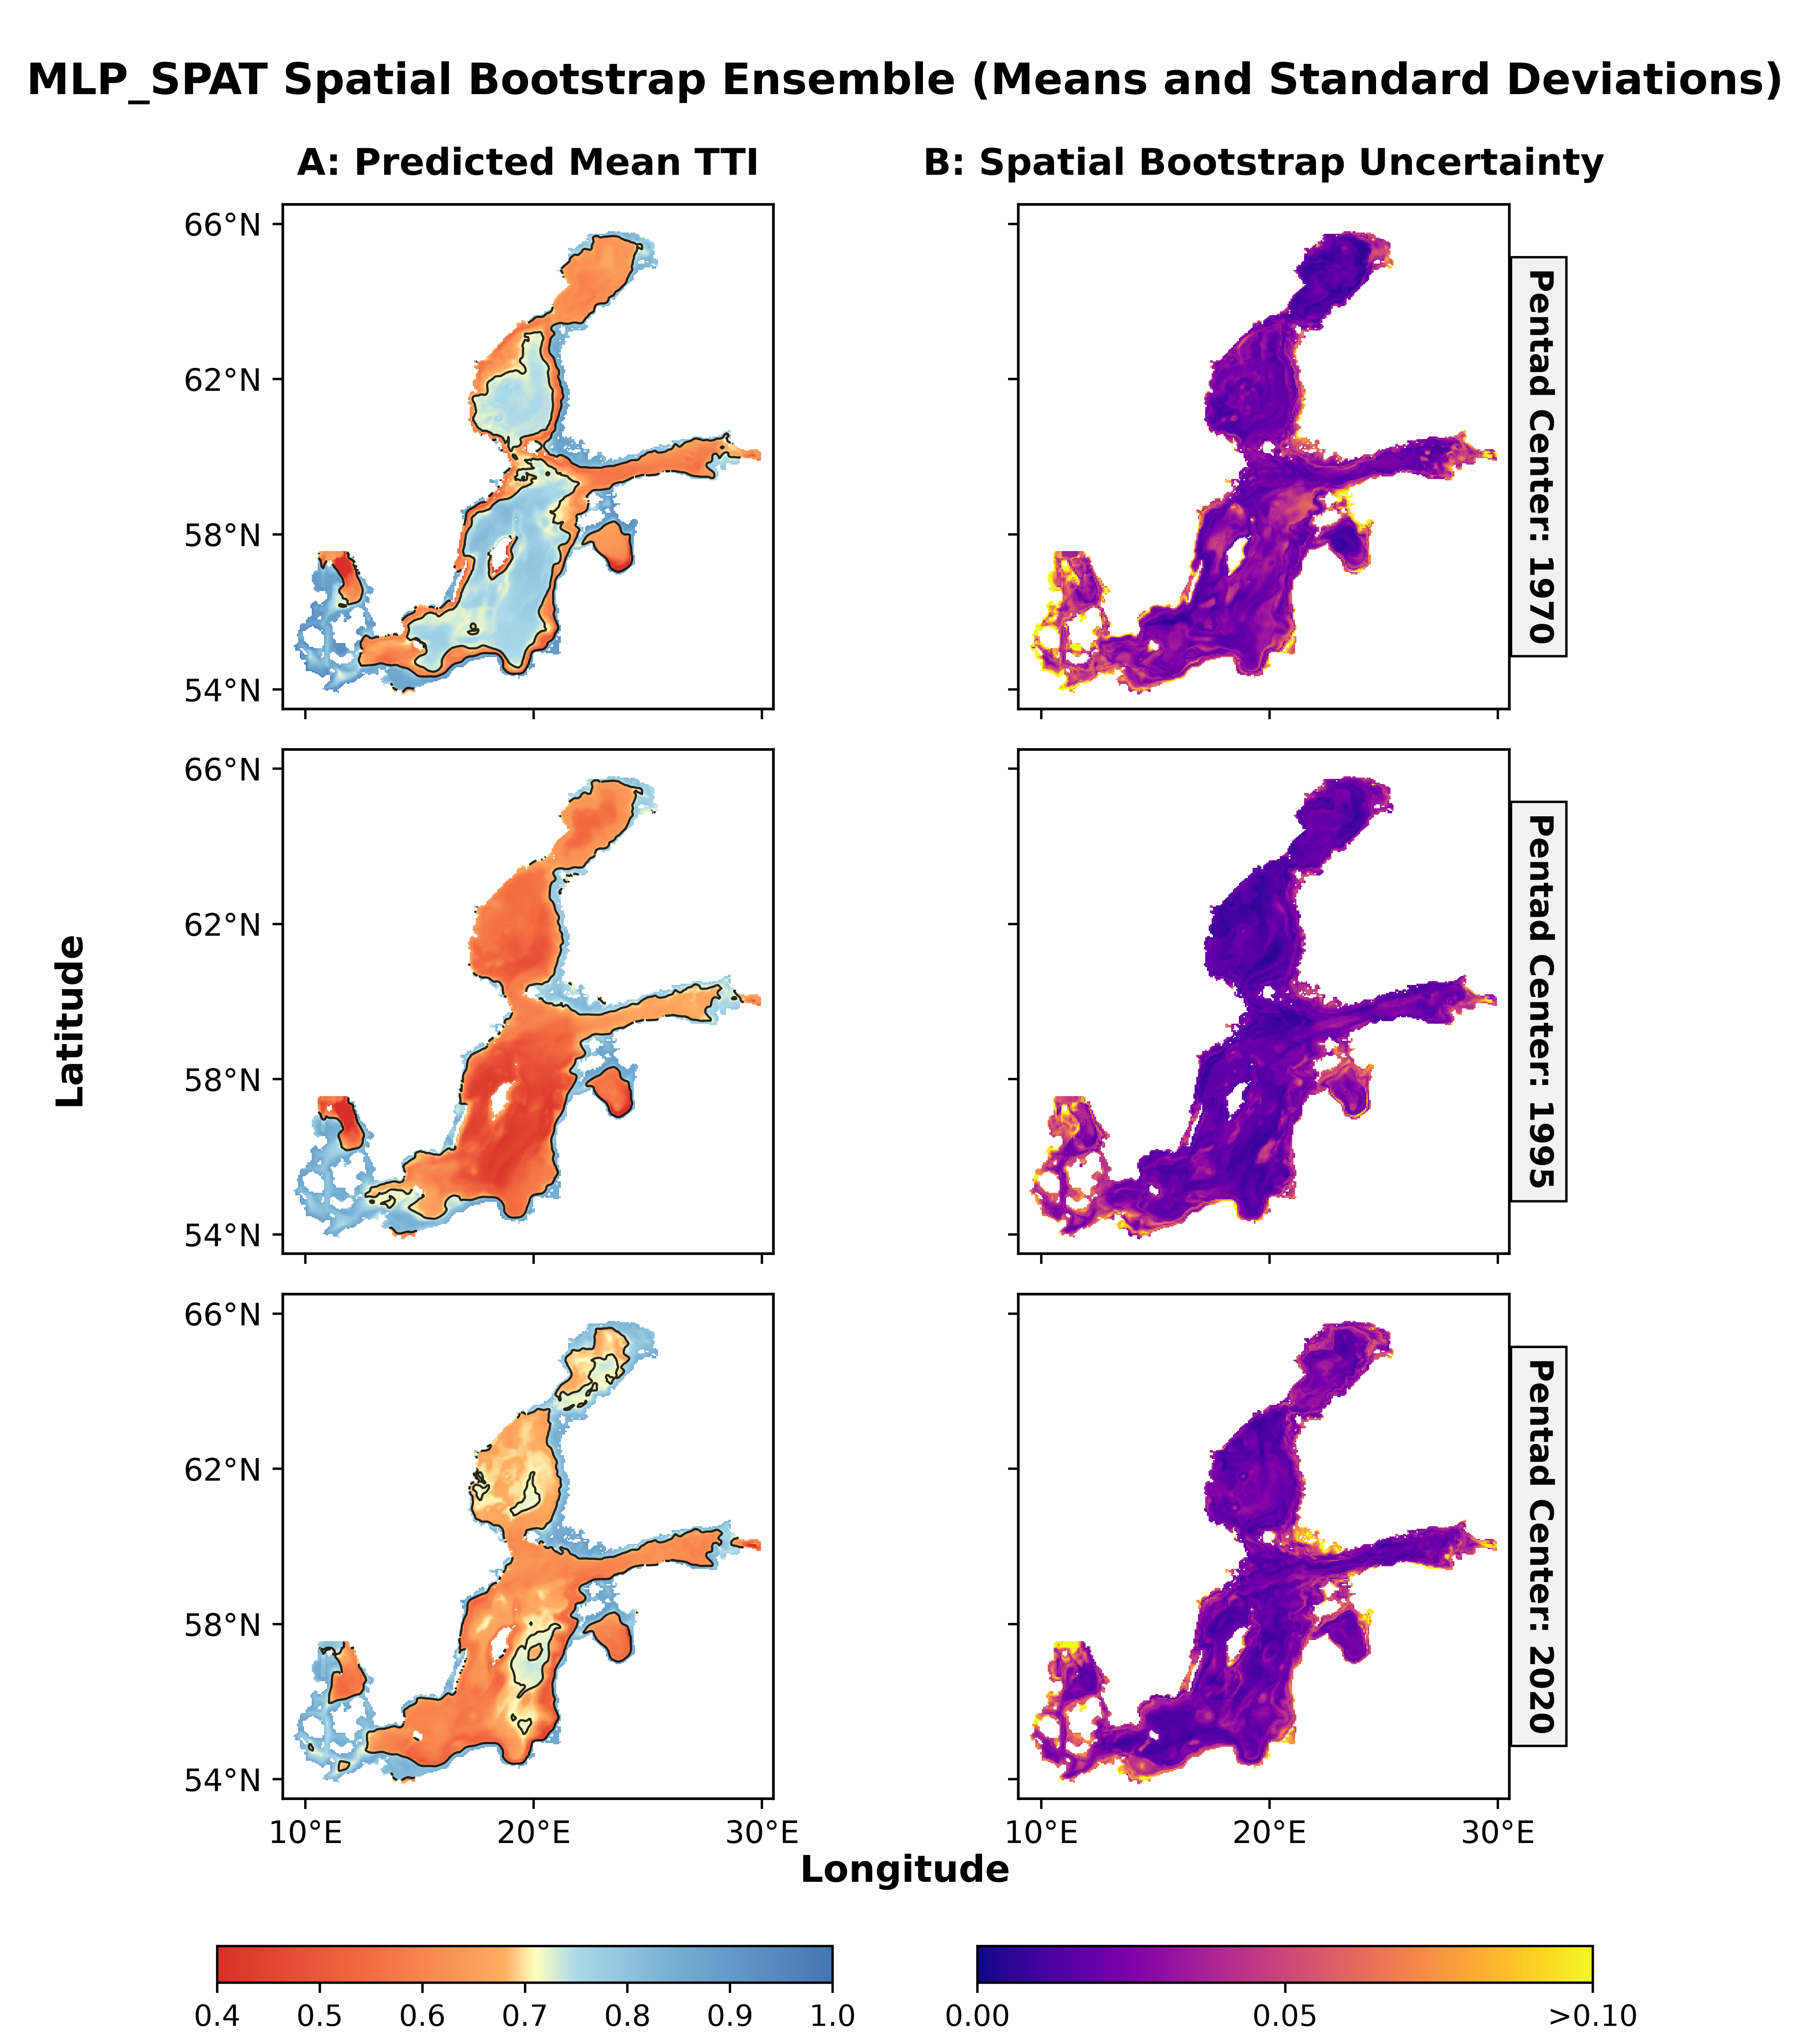 MLP_SPAT Spatial Bootstrap Ensemble (Means and Standard Deviations)
A: Predicted Mean TTI
B: Spatial Bootstrap Uncertainty
66°N
62°N
58°N
54°N
Pentad Center: 1970
66°N
62°N
58°N
54°N
Pentad Center: 1995
Latitude
66°N
62°N
58°N
54°N
Pentad Center: 2020
10°E 20°E 30°E
10°E 20°E 30°E
Longitude
0.4 0.5 0.6 0.7 0.8 0.9 1.0
0.00 0.05 >0.10